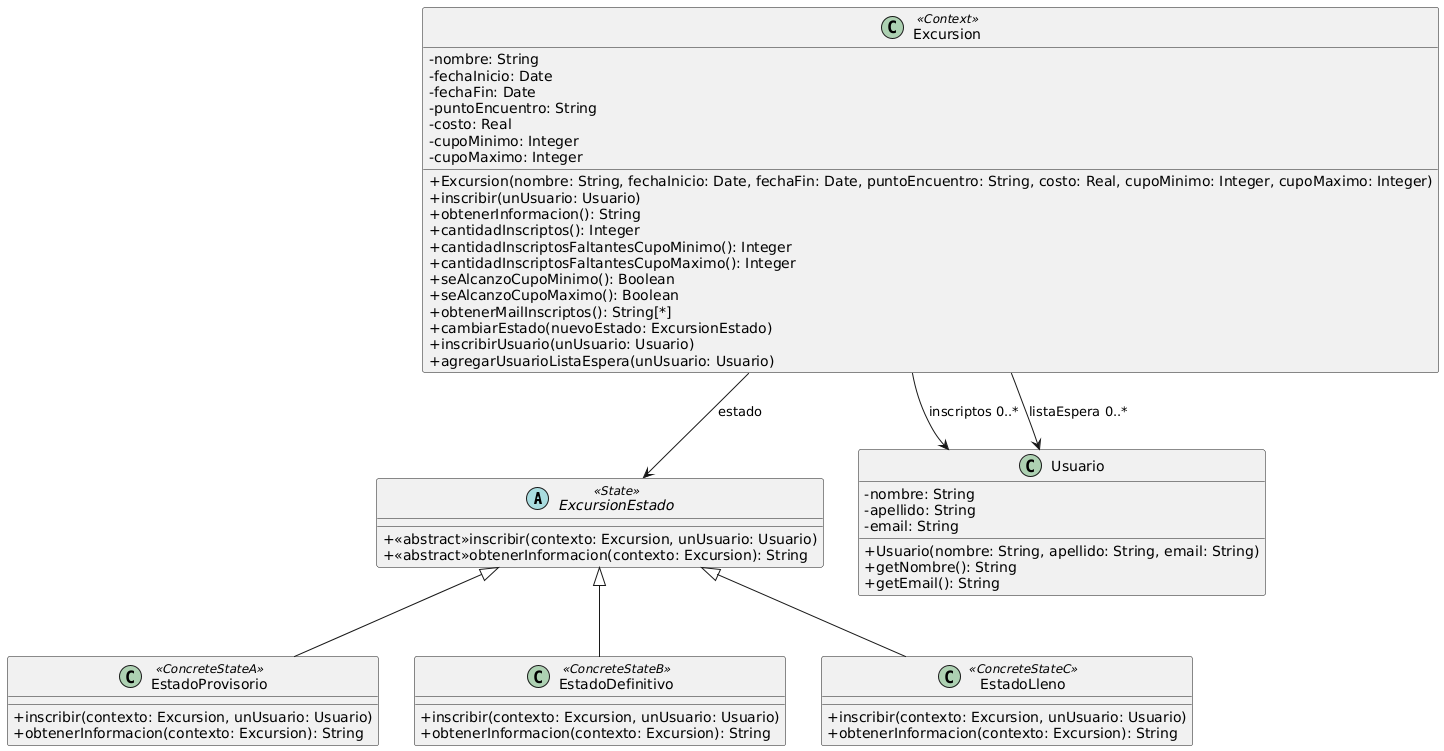 «Context»
C Excursion
-nombre: String
-fechaInicio: Date
-fechaFin: Date
-puntoEncuentro: String
-costo: Real
-cupoMinimo: Integer
-cupoMaximo: Integer
+Excursion(nombre: String, fechaInicio: Date, fechaFin: Date, puntoEncuentro: String, costo: Real, cupoMinimo: Integer, cupoMaximo: Integer)
+inscribir(unUsuario: Usuario)
+obtenerInformacion(): String
+cantidadInscriptos(): Integer
+cantidadInscriptosFaltantesCupoMinimo(): Integer
+cantidadInscriptosFaltantesCupoMaximo(): Integer
+seAlcanzoCupoMinimo(): Boolean
+seAlcanzoCupoMaximo(): Boolean
+obtenerMailInscriptos(): String[*]
+cambiarEstado(nuevoEstado: ExcursionEstado)
+inscribirUsuario(unUsuario: Usuario)
+agregarUsuarioListaEspera(unUsuario: Usuario)
estado
inscriptos 0..*
listaEspera 0..*
«State»
A ExcursionEstado
+«abstract»inscribir(contexto: Excursion, unUsuario: Usuario)
+«abstract»obtenerInformacion(contexto: Excursion): String
C Usuario
-nombre: String
-apellido: String
-email: String
+Usuario(nombre: String, apellido: String, email: String)
+getNombre(): String
+getEmail(): String
«ConcreteStateA»
C EstadoProvisorio
+inscribir(contexto: Excursion, unUsuario: Usuario)
+obtenerInformacion(contexto: Excursion): String
«ConcreteStateB»
C EstadoDefinitivo
+inscribir(contexto: Excursion, unUsuario: Usuario)
+obtenerInformacion(contexto: Excursion): String
«ConcreteStateC»
C EstadoLleno
+inscribir(contexto: Excursion, unUsuario: Usuario)
+obtenerInformacion(contexto: Excursion): String